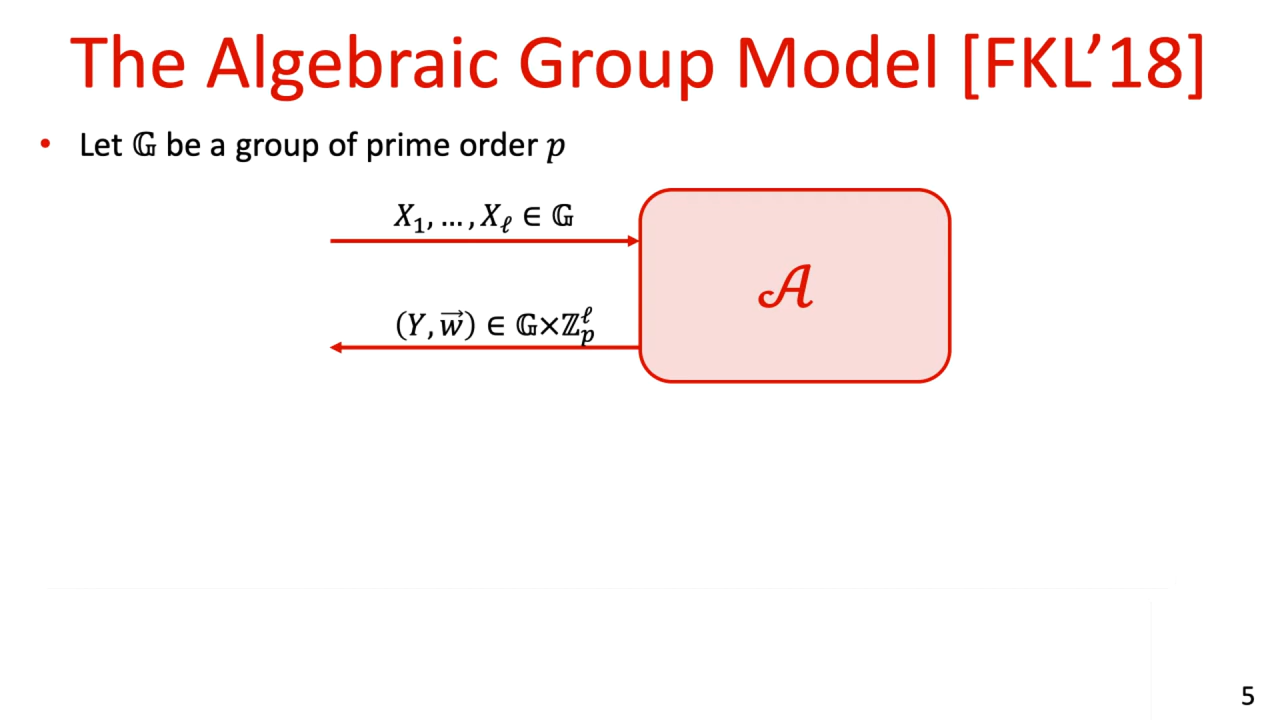 The Algebraic Group Model [FKL’18]
• Let 𝔾 be a group of prime order 𝑝
𝑋₁, … , 𝑋_ℓ ∈ 𝔾
(𝑌, 𝑤⃗) ∈ 𝔾×ℤ_𝑝^ℓ
𝒜
5